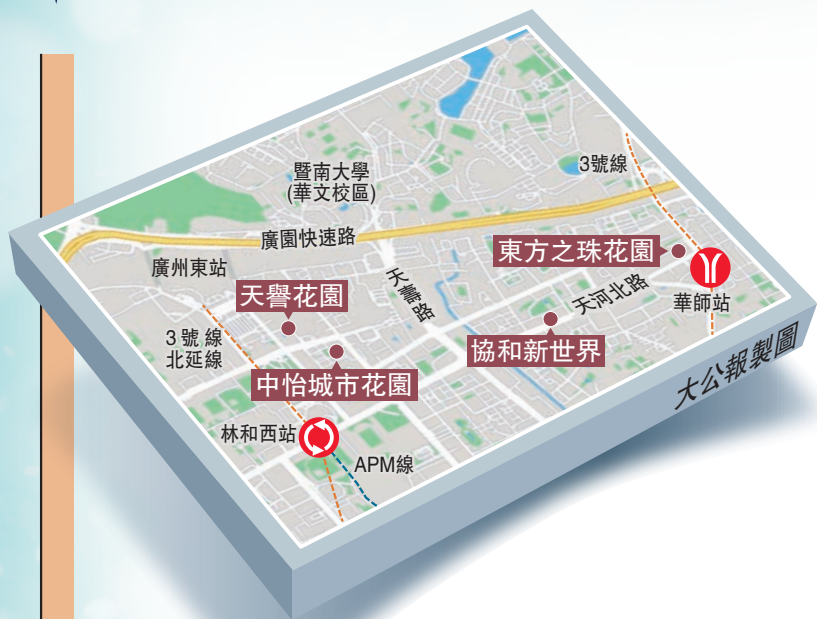 暨南大學
(華文校區)
3號線
廣園快速路
東方之珠花園
廣州東站
天壽路
天譽花園
天河北路
華師站
3號線
北延線
協和新世界
中怡城市花園
大公報製圖
林和西站
APM線